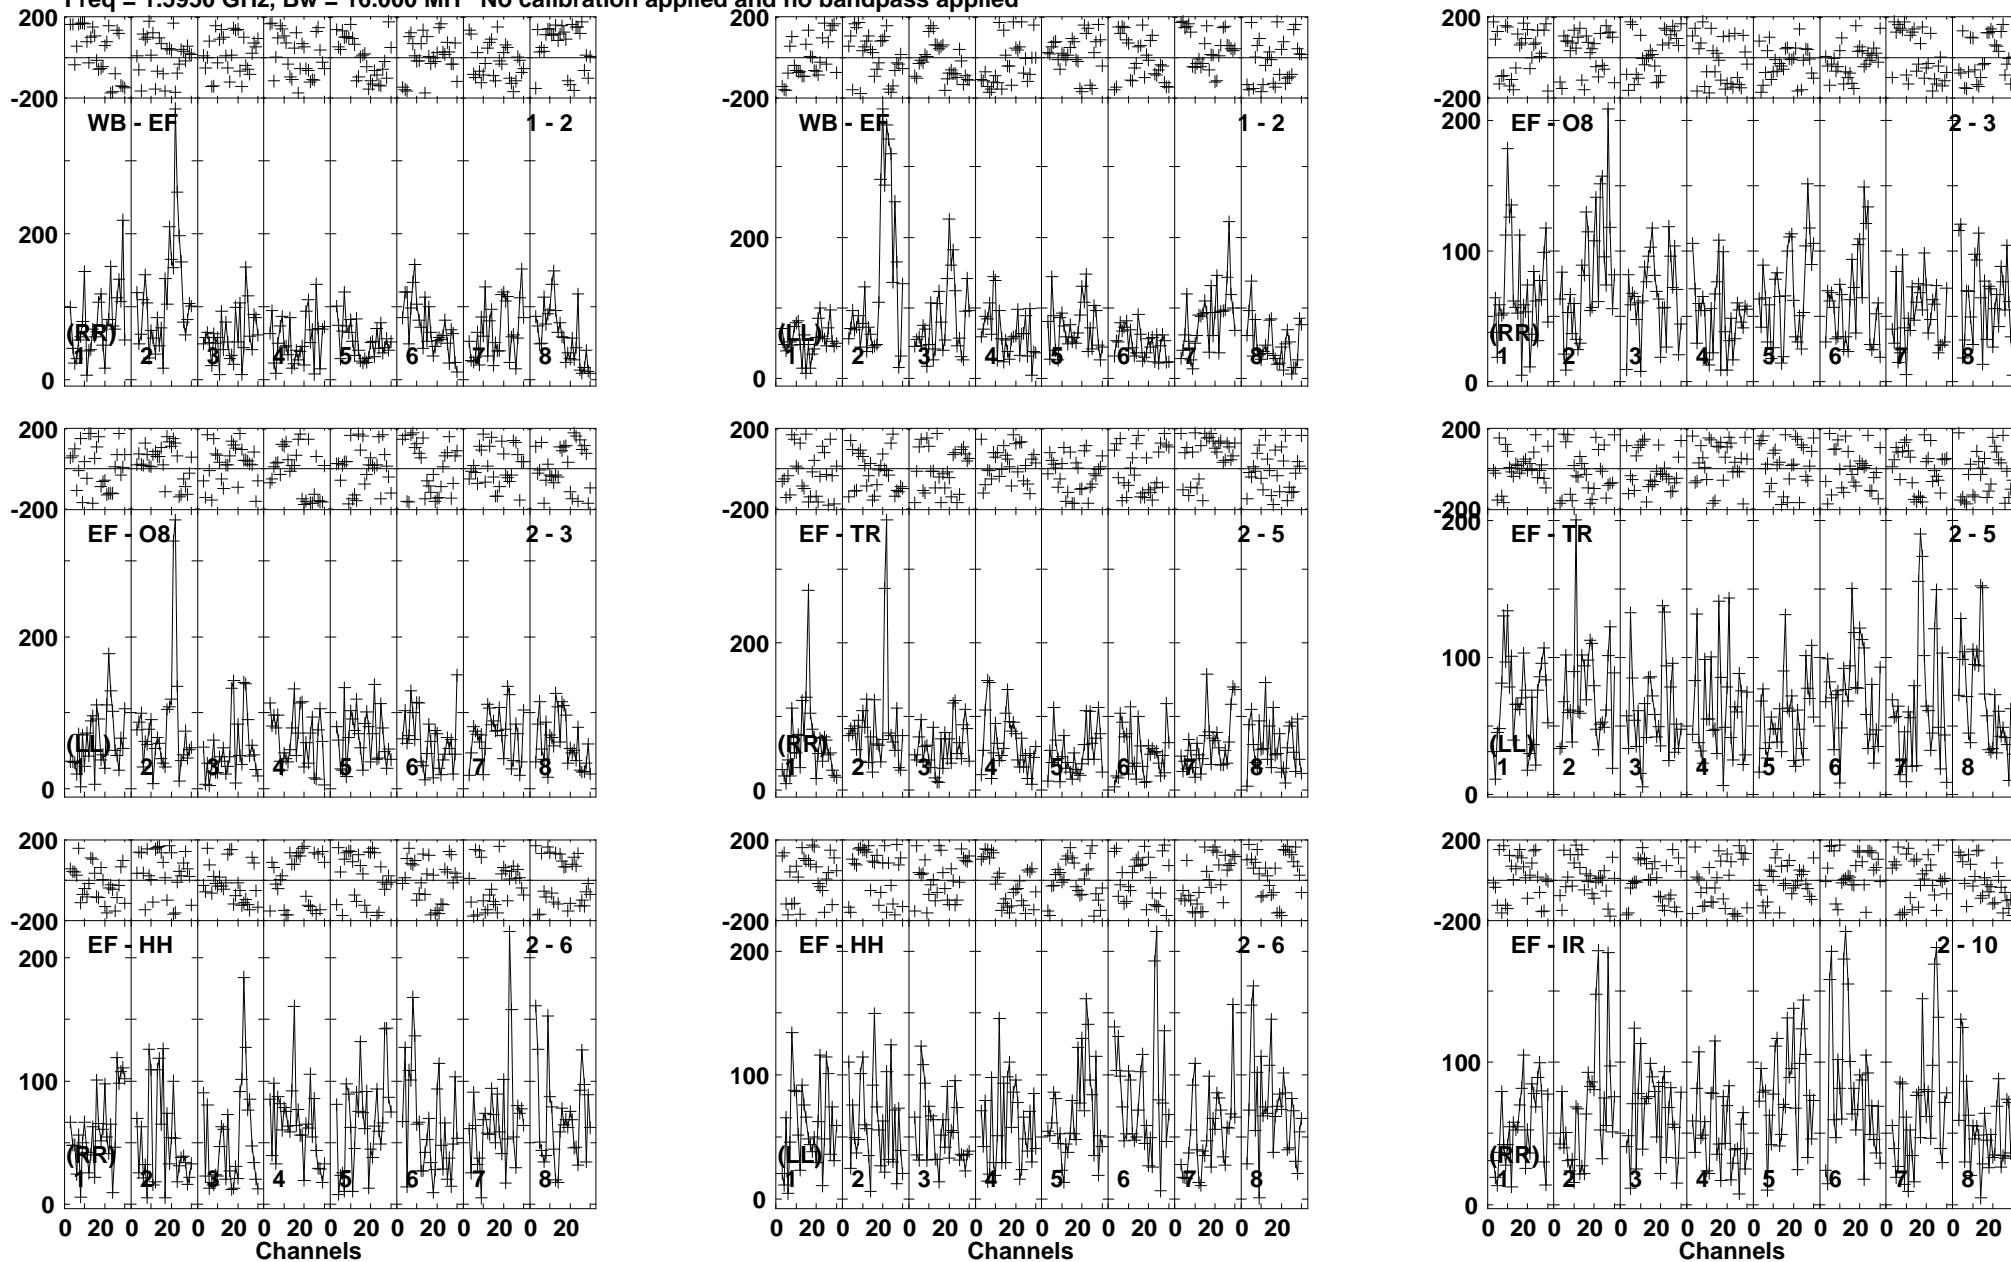 Freq = 1.5950 GHz, Bw = 16.000 MH No calibration applied and no bandpass applied
200 200 200
-200 -200 -200
WB - EF 1 - 2 WB - EF 1 - 2 EF - O8 2 - 3
200
200 200
100
(RR) (LL) (RR)
1 2 3 4 5 6 7 8 1 2 3 4 5 6 7 8 1 2 3 4 5 6 7 8
0 0 0
200 200 200
-200 -200 -200
EF - O8 2 - 3 EF - TR 2 - 5 EF - TR 2 - 5
200
200 200 100
(LL) (RR) (LL)
1 2 3 4 5 6 7 8 1 2 3 4 5 6 7 8 1 2 3 4 5 6 7 8
0 0 0
200 200 200
-200 -200 -200
EF - HH 2 - 6 EF - HH 2 - 6 EF - IR 2 - 10
200 200
100 100 100
(RR) (LL) (RR)
1 2 3 4 5 6 7 8 1 2 3 4 5 6 7 8 1 2 3 4 5 6 7 8
0 0 0
0 20 0 20 0 20 0 20 0 20 0 20 0 20 0 20 0 20 0 20 0 20 0 20 0 20 0 20 0 20 0 20 0 20 0 20 0 20 0 20 0 20 0 20 0 20 0 20
Channels Channels Channels